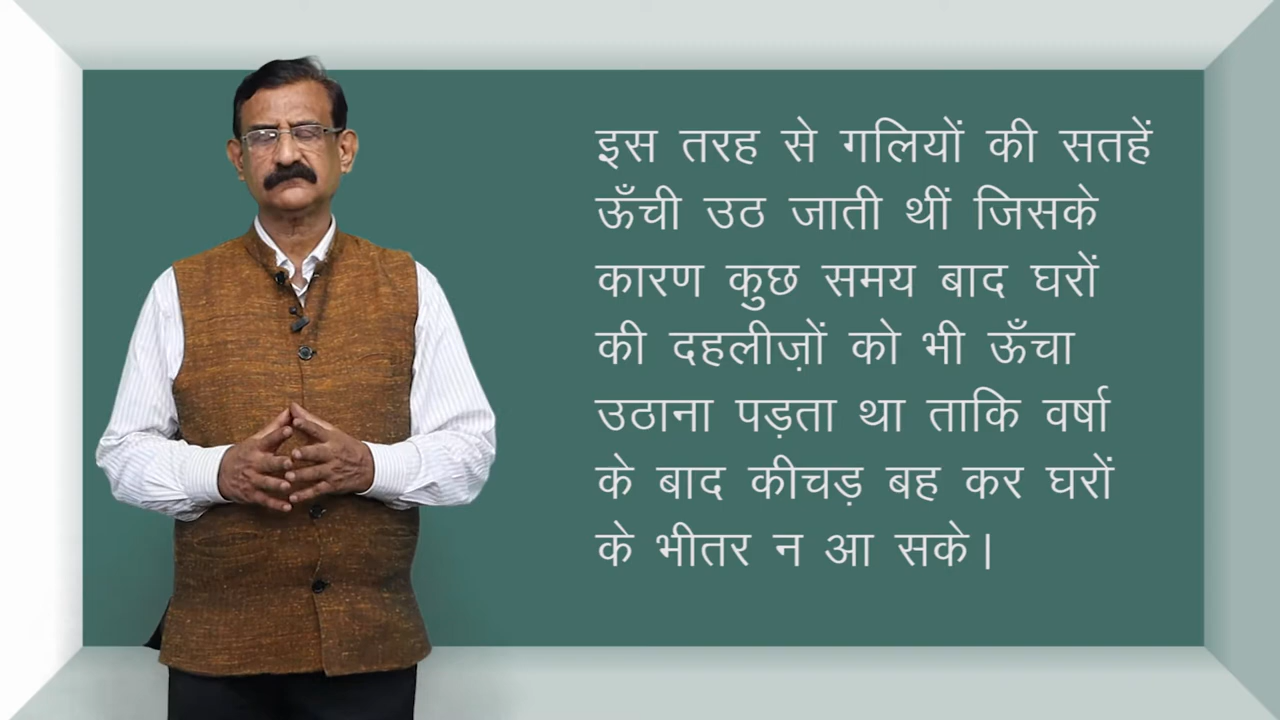 इस तरह से गलियों की सतहें
ऊँची उठ जाती थीं जिसके
कारण कुछ समय बाद घरों
की दहलीज़ों को भी ऊँचा
उठाना पड़ता था ताकि वर्षा
के बाद कीचड़ बह कर घरों
के भीतर न आ सके।